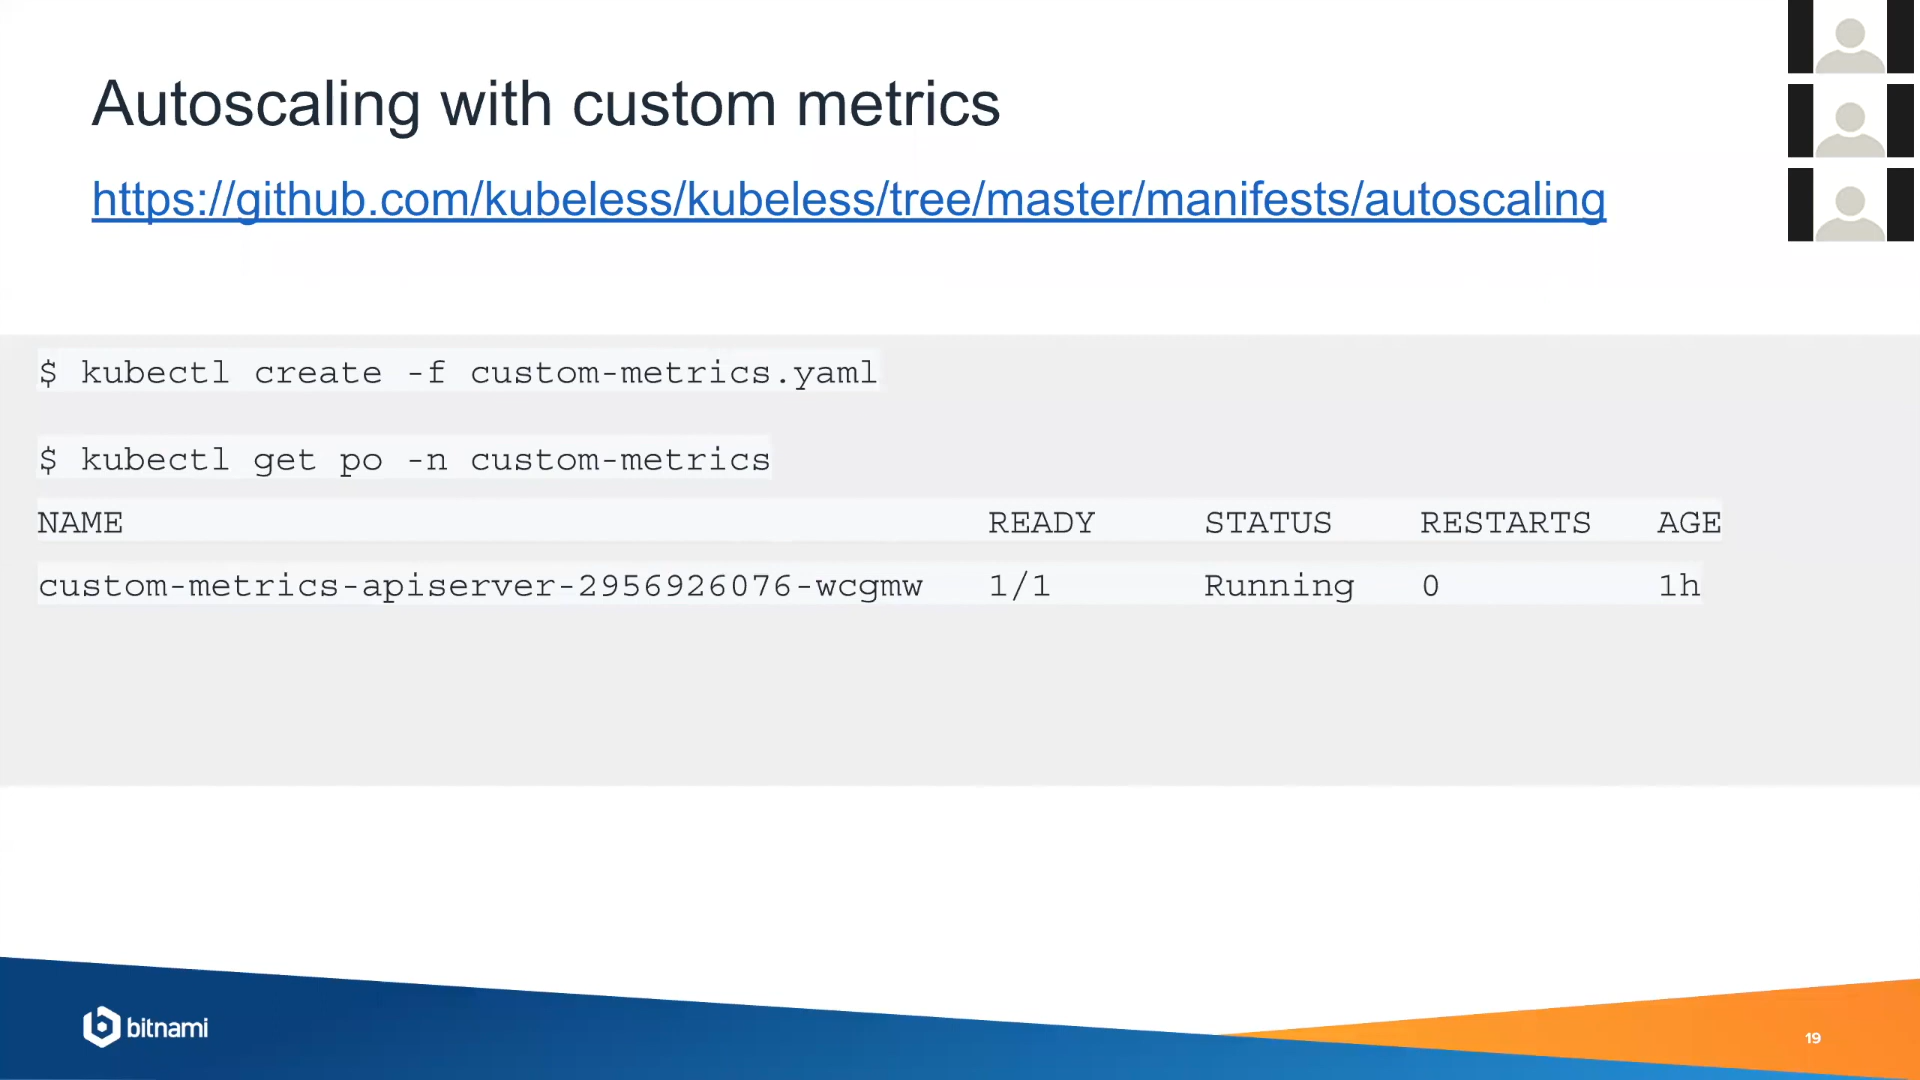 Autoscaling with custom metrics
https://github.com/kubeless/kubeless/tree/master/manifests/autoscaling
$ kubectl create -f custom-metrics.yaml
$ kubectl get po -n custom-metrics
NAME READY STATUS RESTARTS AGE
custom-metrics-apiserver-2956926076-wcgmw 1/1 Running 0 1h
bitnami
19